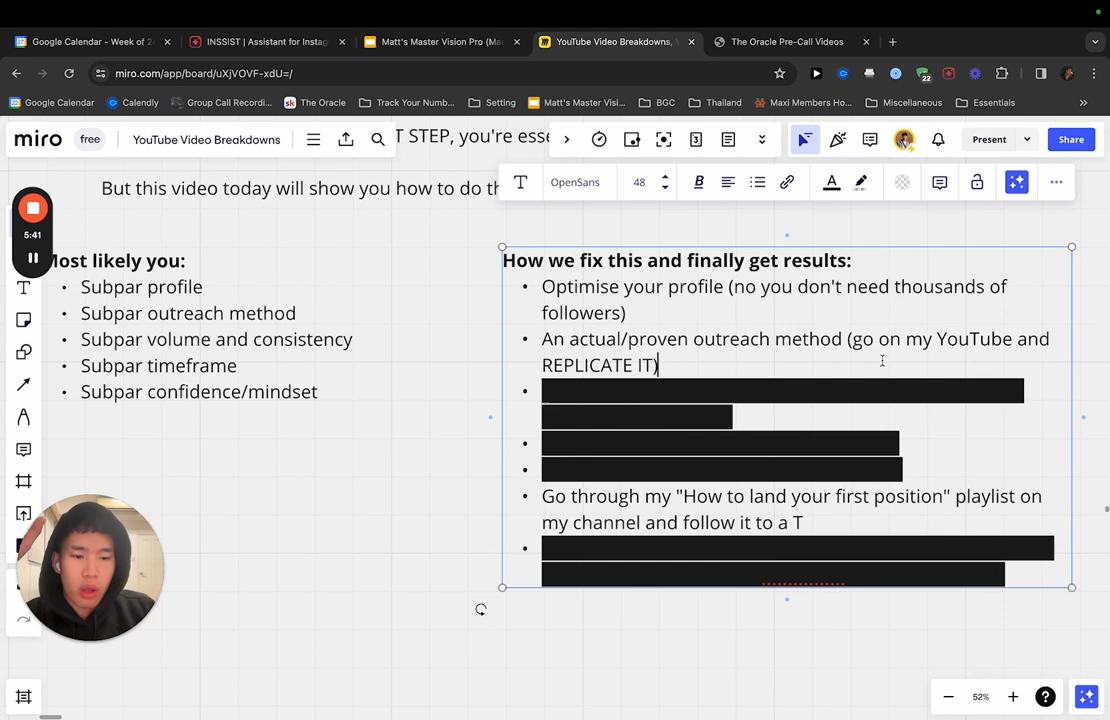 Google Calendar - Week of 2
INSSIST | Assistant for Instag
Matt's Master Vision Pro (Ma
YouTube Video Breakdowns, V
The Oracle Pre-Call Videos
miro.com/app/board/uXjVOVF-xdU=/
22
Google Calendar
Calendly
Group Call Recordi...
The Oracle
Track Your Numb...
Setting
Matt's Master Visi...
BGC
Thailand
Maxi Members Ho...
Miscellaneous
Essentials
miro
free
YouTube Video Breakdowns
T STEP, you're esse
3
Present
Share
But this video today will show you how to do th
OpenSans
48
B
A
5:41
Most likely you:
• Subpar profile
• Subpar outreach method
• Subpar volume and consistency
• Subpar timeframe
• Subpar confidence/mindset
How we fix this and finally get results:
• Optimise your profile (no you don't need thousands of
followers)
• An actual/proven outreach method (go on my YouTube and
REPLICATE IT)
• Go through my "How to land your first position" playlist on
my channel and follow it to a T
52%